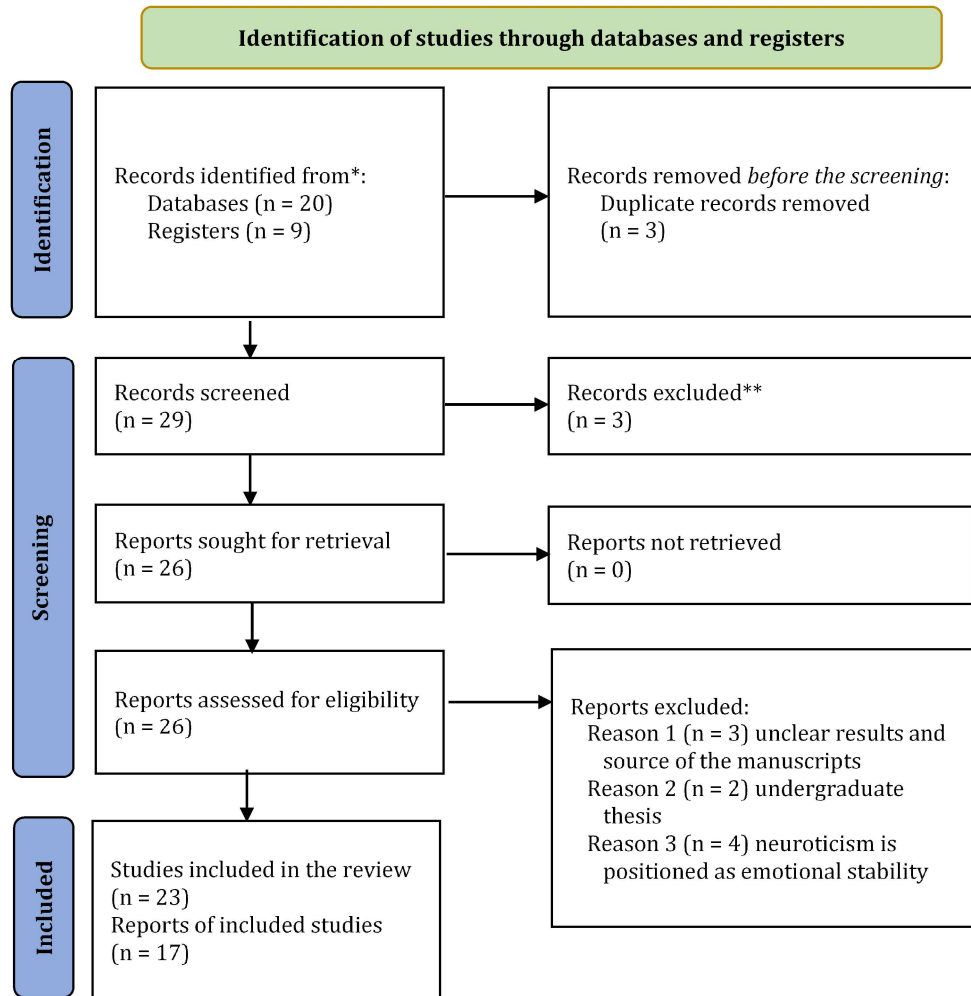 Identification of studies through databases and registers
Identification
Records identified from*:
Databases (n = 20)
Registers (n = 9)
Records removed before the screening:
Duplicate records removed
(n = 3)
Screening
Records screened
(n = 29)
Records excluded**
(n = 3)
Reports sought for retrieval
(n = 26)
Reports not retrieved
(n = 0)
Reports assessed for eligibility
(n = 26)
Reports excluded:
Reason 1 (n = 3) unclear results and
source of the manuscripts
Reason 2 (n = 2) undergraduate
thesis
Reason 3 (n = 4) neuroticism is
positioned as emotional stability
Included
Studies included in the review
(n = 23)
Reports of included studies
(n = 17)